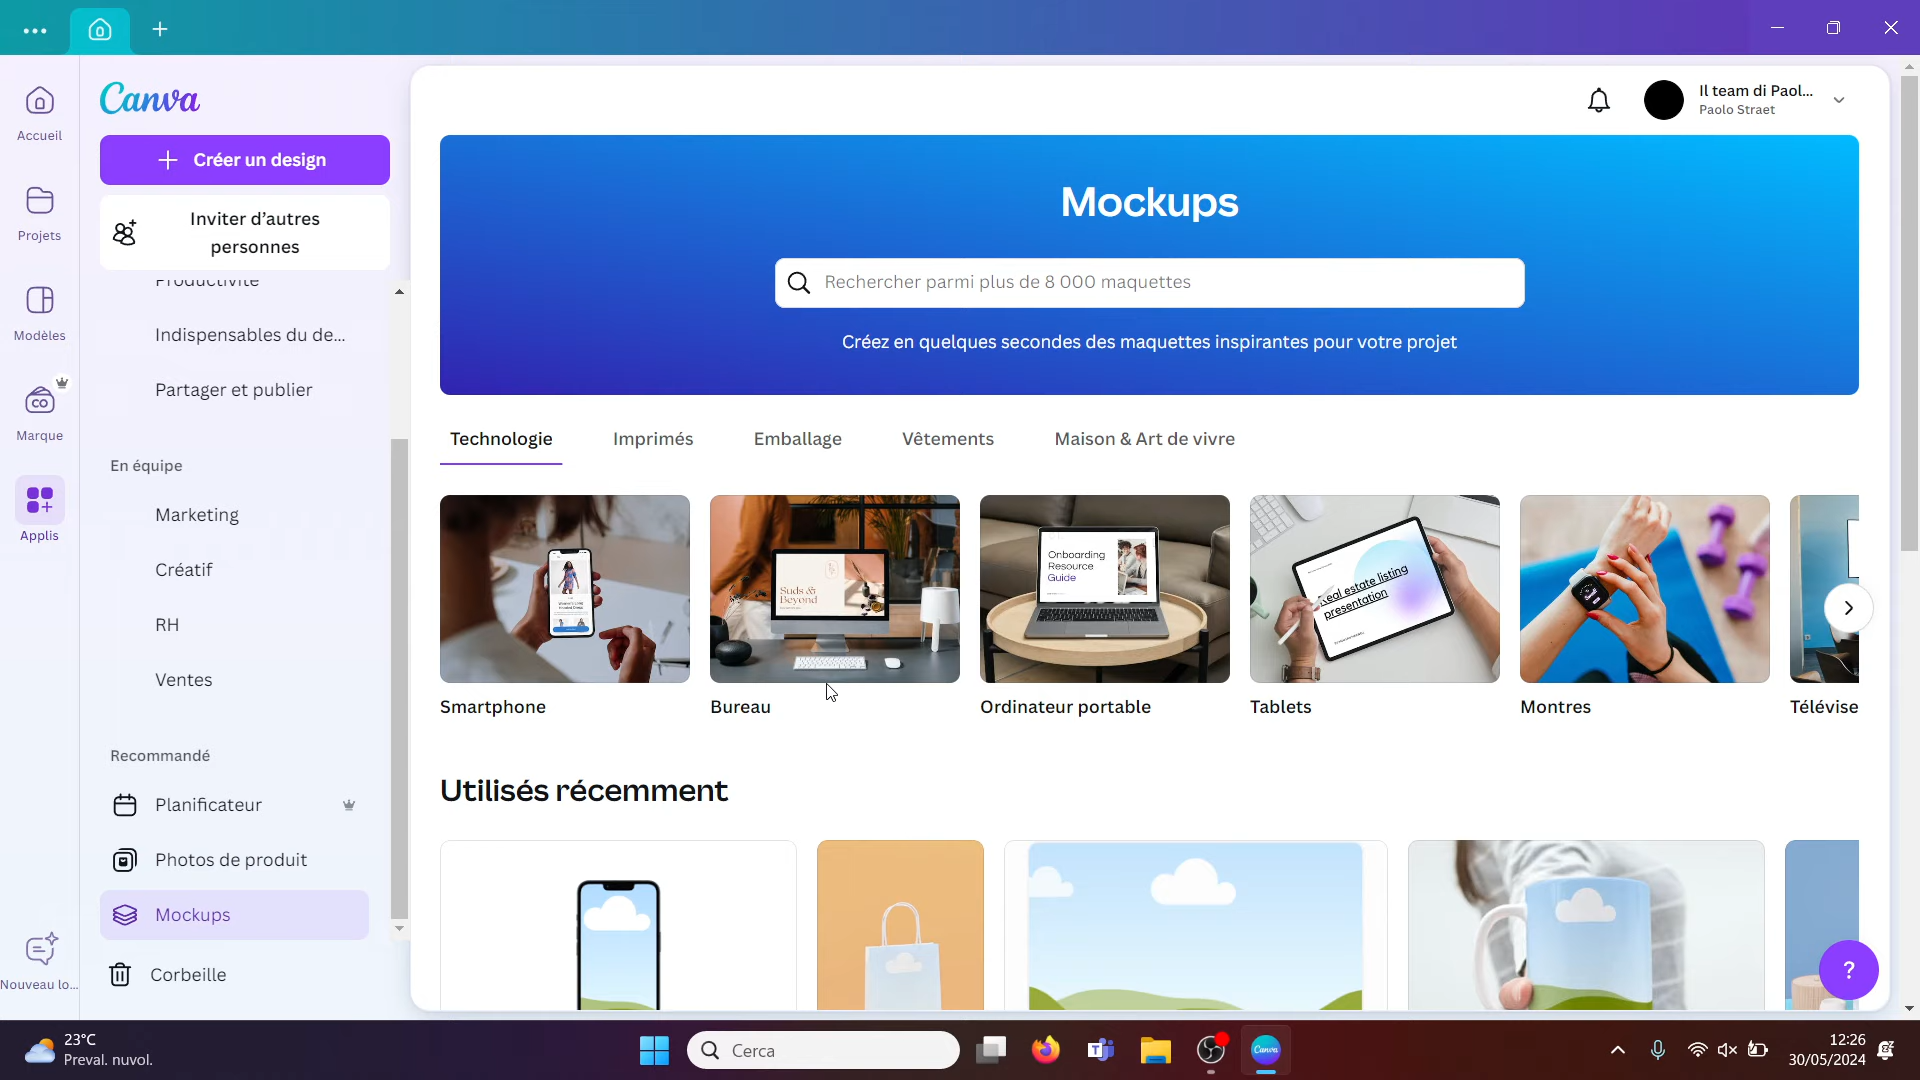 Canva
Accueil
Projets
Modèles
Marque
Applis
Nouveau lo...
Créer un design
Inviter d'autres
personnes
Productivité
Indispensables du de...
Partager et publier
En équipe
Marketing
Créatif
RH
Ventes
Recommandé
Planificateur
Photos de produit
Mockups
Corbeille
Il team di Paol...
Paolo Straet
Mockups
Rechercher parmi plus de 8 000 maquettes
Créez en quelques secondes des maquettes inspirantes pour votre projet
Technologie
Imprimés
Emballage
Vêtements
Maison & Art de vivre
Suds &
Beyond
Onboarding
Resource
Guide
Real estate listing
presentation
Smartphone
Bureau
Ordinateur portable
Tablets
Montres
Télévise
Utilisés récemment
?
23°C
Preval. nuvol.
Cerca
Canva
12:26
30/05/2024